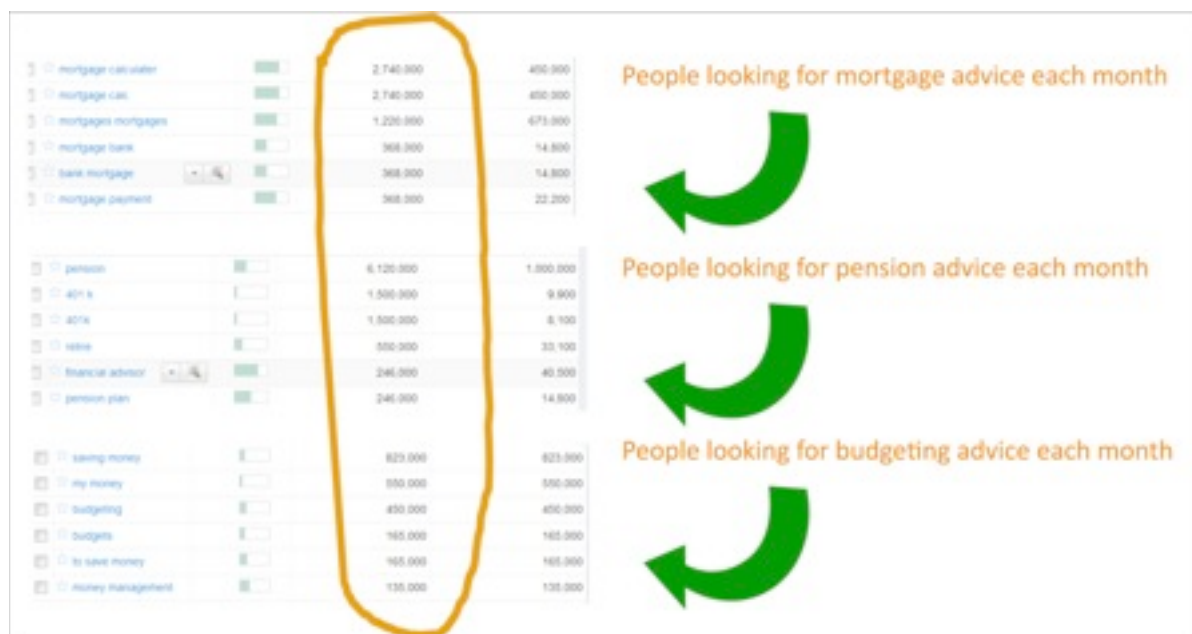 mortgage calculater 2,740,000 450,000
People looking for mortgage advice each month
mortgage calc 2,740,000 450,000
mortgages mortgages 1,220,000 673,000
mortgage bank 368,000 14,800
bank mortgage 368,000 14,800
mortgage payment 368,000 22,200
pension 6,120,000 1,000,000
People looking for pension advice each month
401 k 1,500,000 9,900
401k 1,500,000 8,100
retire 550,000 33,100
financial advisor 246,000 40,500
pension plan 246,000 14,800
People looking for budgeting advice each month
saving money 823,000 823,000
my money 550,000 550,000
budgeting 450,000 450,000
budgets 165,000 165,000
to save money 165,000 165,000
money management 135,000 135,000